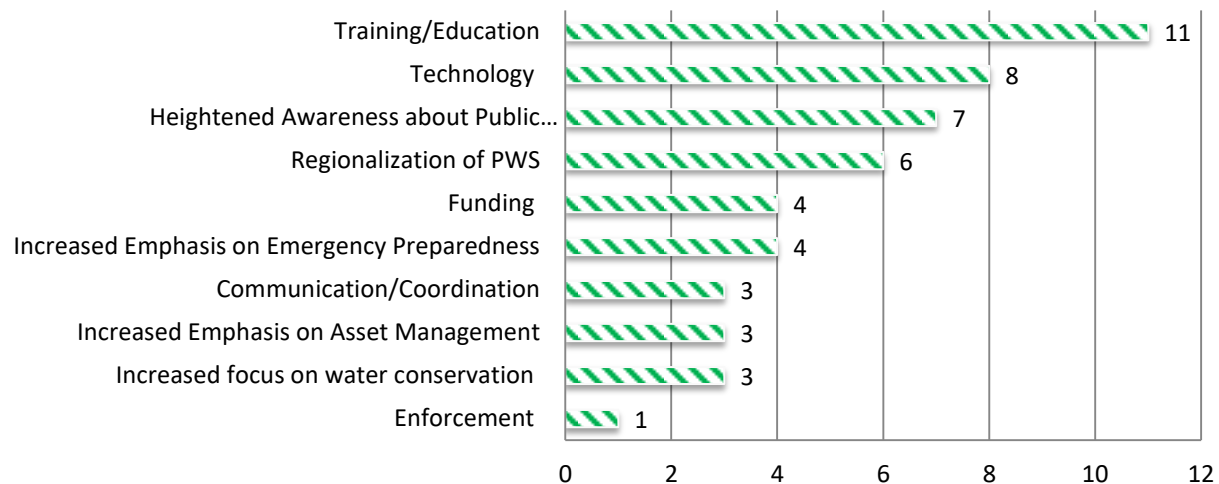 Training/Education 11
Technology 8
Heightened Awareness about Public... 7
Regionalization of PWS 6
Funding 4
Increased Emphasis on Emergency Preparedness 4
Communication/Coordination 3
Increased Emphasis on Asset Management 3
Increased focus on water conservation 3
Enforcement 1
0 2 4 6 8 10 12